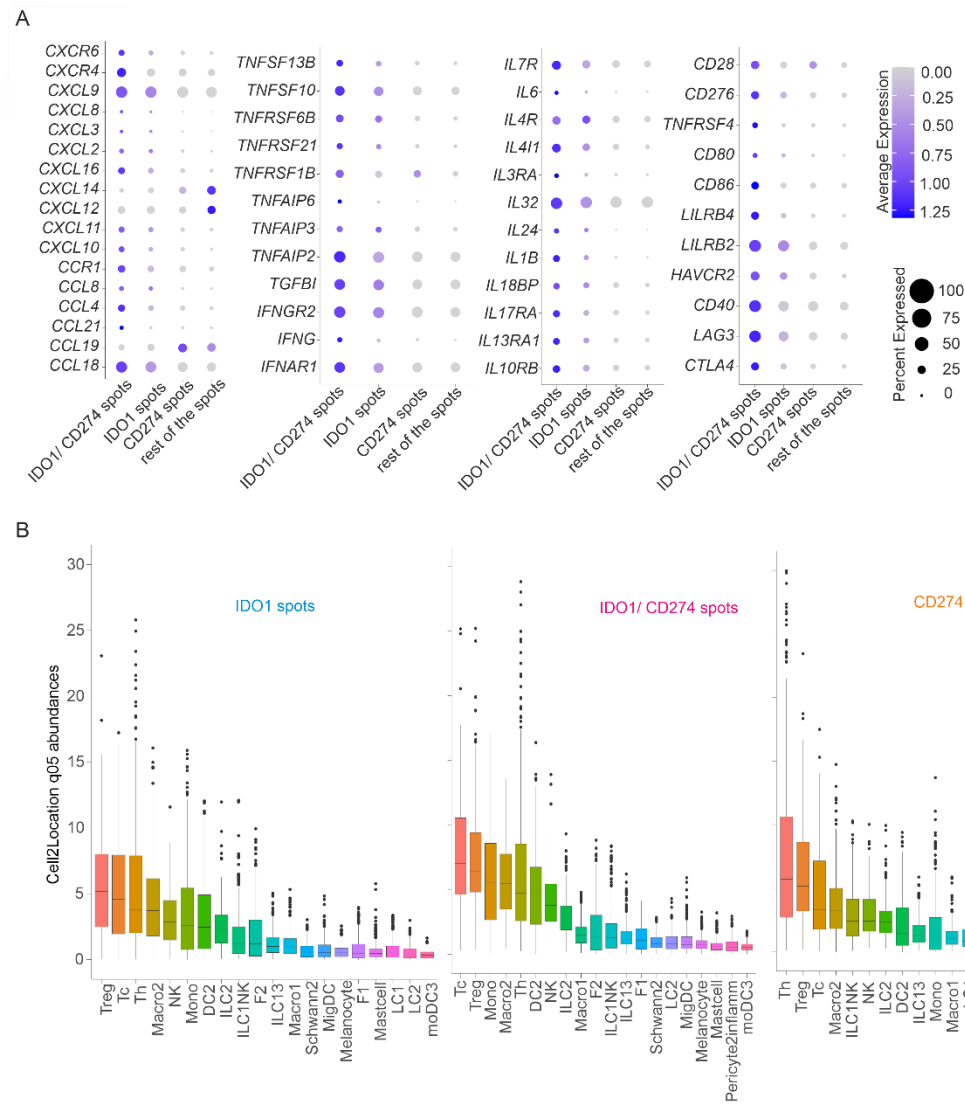 A
CXCR6
CXCR4
CXCL9
CXCL8
CXCL3
CXCL2
CXCL16
CXCL14
CXCL12
CXCL11
CXCL10
CCR1
CCL8
CCL4
CCL21
CCL19
CCL18
IDO1/ CD274 spots
IDO1 spots
CD274 spots
rest of the spots
TNFSF13B
TNFSF10
TNFRSF6B
TNFRSF21
TNFRSF1B
TNFAIP6
TNFAIP3
TNFAIP2
TGFBI
IFNGR2
IFNG
IFNAR1
IDO1/ CD274 spots
IDO1 spots
CD274 spots
rest of the spots
IL7R
IL6
IL4R
IL4I1
IL3RA
IL32
IL24
IL1B
IL18BP
IL17RA
IL13RA1
IL10RB
IDO1/ CD274 spots
IDO1 spots
CD274 spots
rest of the spots
CD28
CD276
TNFRSF4
CD80
CD86
LILRB4
LILRB2
HAVCR2
CD40
LAG3
CTLA4
IDO1/ CD274 spots
IDO1 spots
CD274 spots
rest of the spots
Average Expression
0.00
0.25
0.50
0.75
1.00
1.25
Percent Expressed
100
75
50
25
0
B
Cell2Location q05 abundances
30
25
20
15
10
5
0
IDO1 spots
Treg
Tc
Th
Macro2
NK
Mono
DC2
ILC2
ILC1NK
F2
ILC13
Macro1
Schwann2
MigDC
Melanocyte
F1
Mastcell
LC1
LC2
moDC3
IDO1/ CD274 spots
Tc
Treg
Mono
Macro2
Th
DC2
NK
ILC2
Macro1
F2
ILC1NK
ILC13
F1
Schwann2
LC2
MigDC
Melanocyte
Mastcell
Pericyte2inflamm
moDC3
CD274
Th
Treg
Tc
Macro2
ILC1NK
NK
ILC2
DC2
ILC13
Mono
Macro1